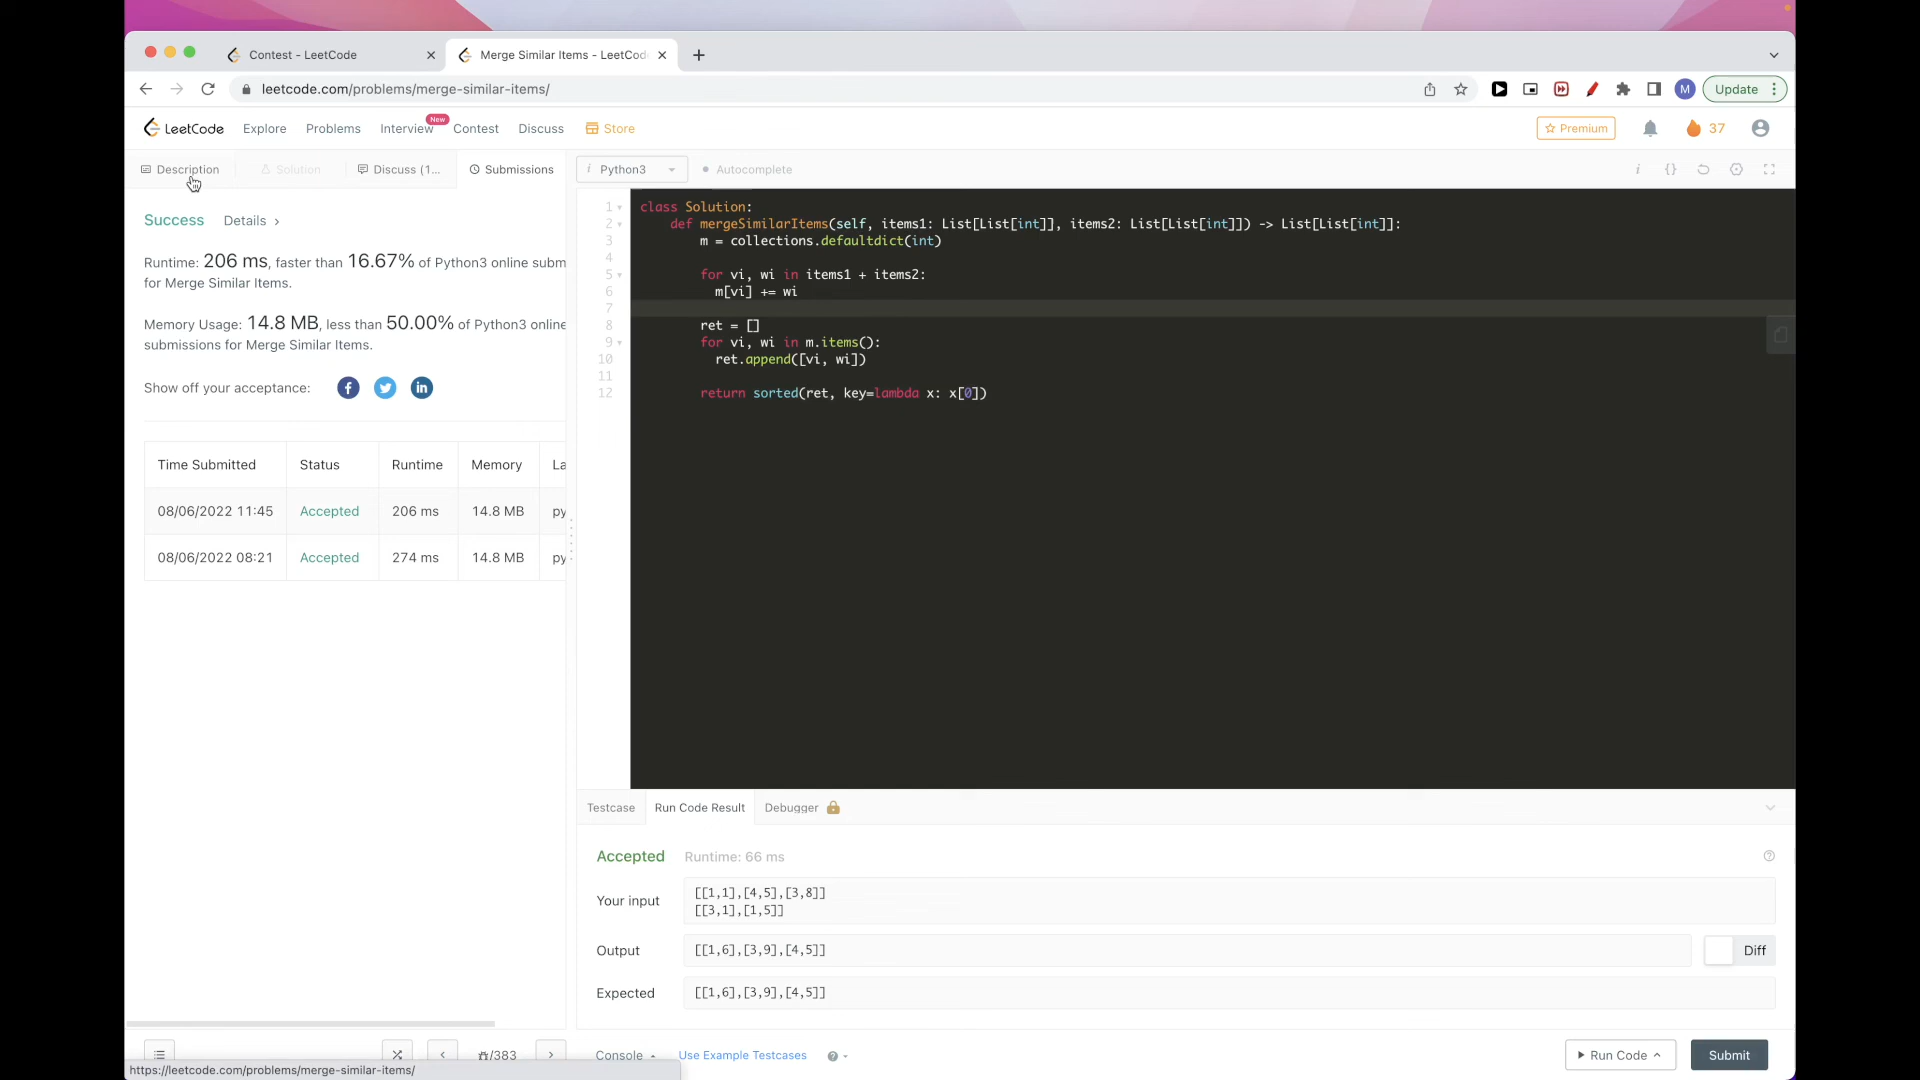 Contest - LeetCode
Merge Similar Items - LeetCod
leetcode.com/problems/merge-similar-items/
M
Update
LeetCode
Explore
Problems
Interview
New
Contest
Discuss
Store
Premium
37
Description
Solution
Discuss (1...
Submissions
i Python3
Autocomplete
i
{}
Success
Details
Runtime: 206 ms, faster than 16.67% of Python3 online subm
for Merge Similar Items.
Memory Usage: 14.8 MB, less than 50.00% of Python3 online
submissions for Merge Similar Items.
Show off your acceptance:
Time Submitted Status Runtime Memory La
08/06/2022 11:45 Accepted 206 ms 14.8 MB py
08/06/2022 08:21 Accepted 274 ms 14.8 MB py
1 class Solution:
2 def mergeSimilarItems(self, items1: List[List[int]], items2: List[List[int]]) -> List[List[int]]:
3 m = collections.defaultdict(int)
4
5 for vi, wi in items1 + items2:
6 m[vi] += wi
7
8 ret = []
9 for vi, wi in m.items():
10 ret.append([vi, wi])
11
12 return sorted(ret, key=lambda x: x[0])
Testcase
Run Code Result
Debugger
Accepted
Runtime: 66 ms
Your input
[[1,1],[4,5],[3,8]]
[[3,1],[1,5]]
Output
[[1,6],[3,9],[4,5]]
Diff
Expected
[[1,6],[3,9],[4,5]]
/383
Console
Use Example Testcases
Run Code
Submit
https://leetcode.com/problems/merge-similar-items/